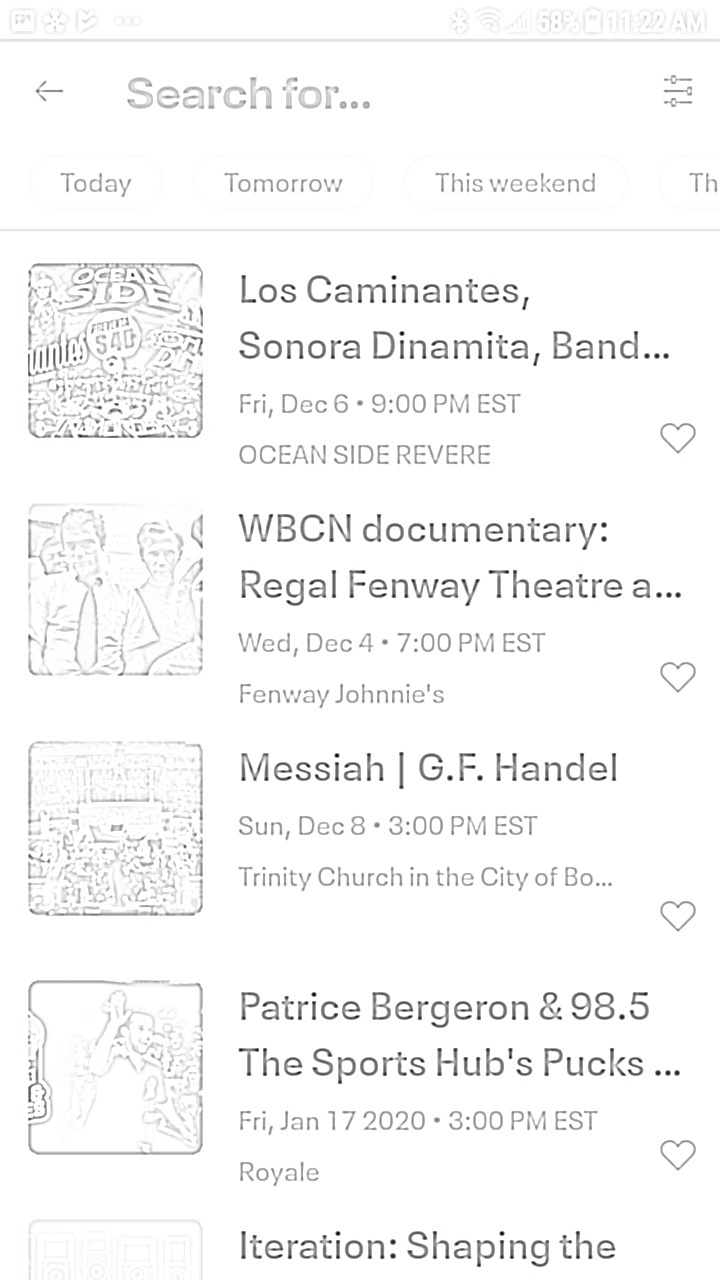 58% 11:22 AM
Search for...
Today Tomorrow This weekend Th
OCEAN
SIDE
Los Caminantes,
Sonora Dinamita, Band...
Fri, Dec 6 • 9:00 PM EST
OCEAN SIDE REVERE
WBCN documentary:
Regal Fenway Theatre a...
Wed, Dec 4 • 7:00 PM EST
Fenway Johnnie's
Messiah | G.F. Handel
Sun, Dec 8 • 3:00 PM EST
Trinity Church in the City of Bo...
Patrice Bergeron & 98.5
The Sports Hub's Pucks ...
Fri, Jan 17 2020 • 3:00 PM EST
Royale
Iteration: Shaping the